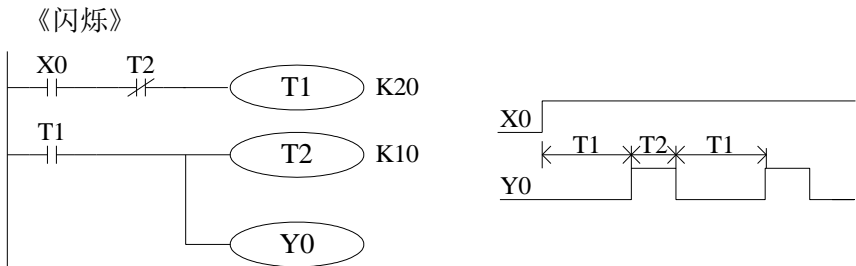 《闪烁》
X0 T2 T1 K20
T1 T2 K10
Y0
X0
T1 T2 T1
Y0